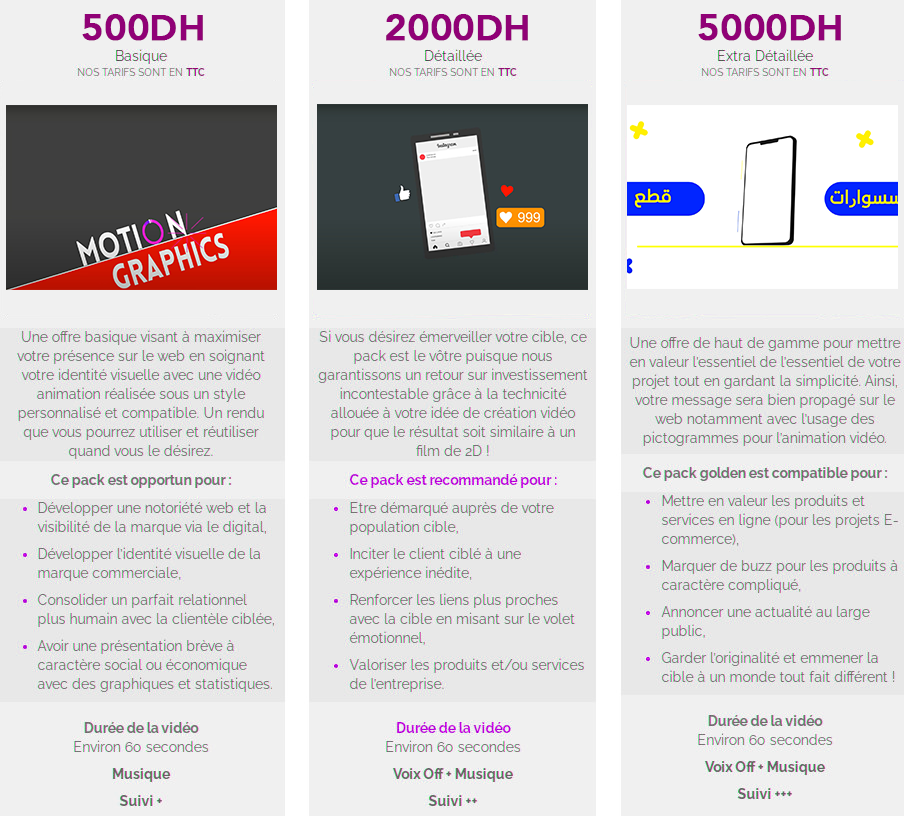 500DH
Basique
NOS TARIFS SONT EN TTC
MOTION
GRAPHICS
Une offre basique visant à maximiser
votre présence sur le web en soignant
votre identité visuelle avec une vidéo
animation réalisée sous un style
personnalisé et compatible. Un rendu
que vous pourrez utiliser et réutiliser
quand vous le désirez.
Ce pack est opportun pour :
Développer une notoriété web et la
visibilité de la marque via le digital,
Développer l'identité visuelle de la
marque commerciale,
Consolider un parfait relationnel
plus humain avec la clientèle ciblée,
Avoir une présentation brève à
caractère social ou économique
avec des graphiques et statistiques.
Durée de la vidéo
Environ 60 secondes
Musique
Suivi +
2000DH
Détaillée
NOS TARIFS SONT EN TTC
999
Si vous désirez émerveiller votre cible, ce
pack est le vôtre puisque nous
garantissons un retour sur investissement
incontestable grâce à la technicité
allouée à votre idée de création vidéo
pour que le résultat soit similaire à un
film de 2D !
Ce pack est recommandé pour :
Etre démarqué auprès de votre
population cible,
Inciter le client ciblé à une
expérience inédite,
Renforcer les liens plus proches
avec la cible en misant sur le volet
émotionnel,
Valoriser les produits et/ou services
de l'entreprise.
Durée de la vidéo
Environ 60 secondes
Voix Off + Musique
Suivi ++
5000DH
Extra Détaillée
NOS TARIFS SONT EN TTC
قطع
سسوارات
Une offre de haut de gamme pour mettre
en valeur l'essentiel de l'essentiel de votre
projet tout en gardant la simplicité. Ainsi,
votre message sera bien propagé sur le
web notamment avec l'usage des
pictogrammes pour l'animation vidéo.
Ce pack golden est compatible pour :
Mettre en valeur les produits et
services en ligne (pour les projets E-
commerce),
Marquer de buzz pour les produits à
caractère compliqué,
Annoncer une actualité au large
public,
Garder l'originalité et emmener la
cible à un monde tout fait différent !
Durée de la vidéo
Environ 60 secondes
Voix Off + Musique
Suivi +++